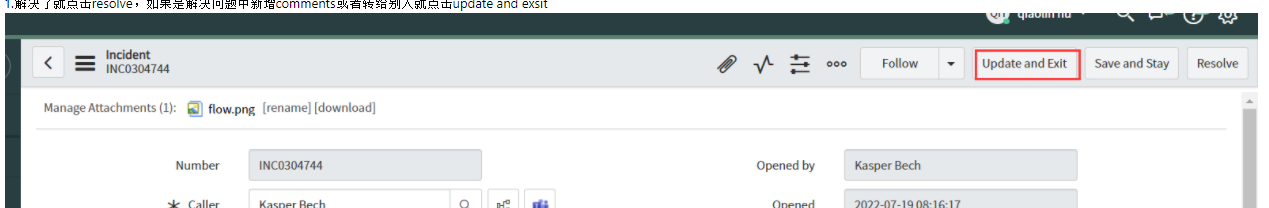 1.解决了就点击resolve，如果是解决问题中新增comments或者转给别人就点击update and exsit
qiaolin hu
Incident
INC0304744
Follow
Update and Exit
Save and Stay
Resolve
Manage Attachments (1): flow.png [rename] [download]
Number INC0304744
Opened by Kasper Bech
Caller Kasper Bech
Opened 2022-07-19 08:16:17